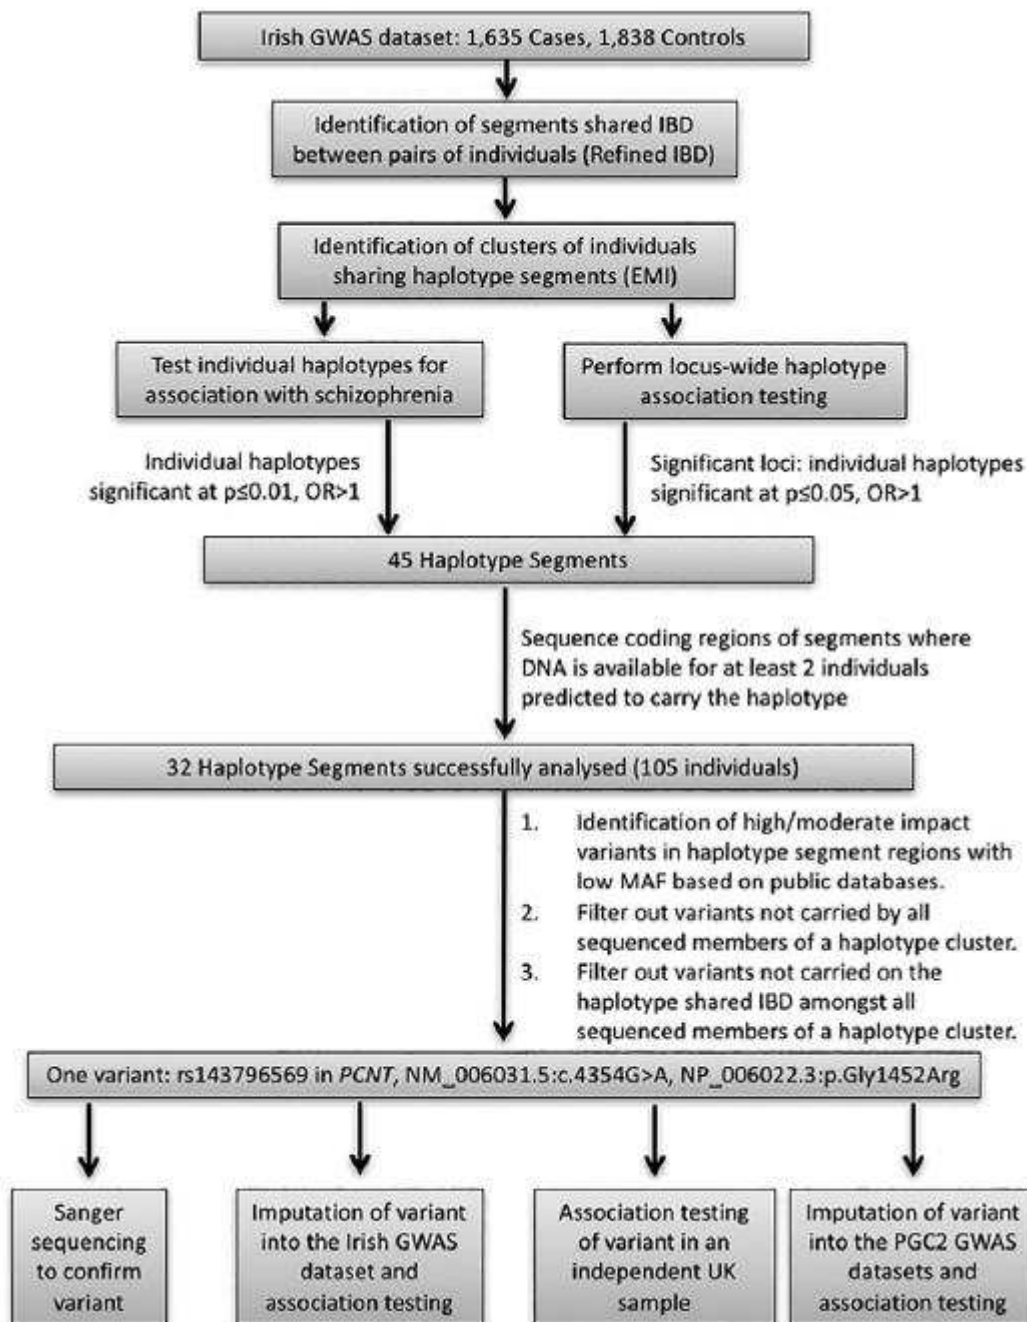 Irish GWAS dataset: 1,635 Cases, 1,838 Controls
Identification of segments shared IBD
between pairs of individuals (Refined IBD)
Identification of clusters of individuals
sharing haplotype segments (EMI)
Test individual haplotypes for
association with schizophrenia
Perform locus-wide haplotype
association testing
Individual haplotypes
significant at p≤0.01, OR>1
Significant loci: individual haplotypes
significant at p≤0.05, OR>1
45 Haplotype Segments
Sequence coding regions of segments where
DNA is available for at least 2 individuals
predicted to carry the haplotype
32 Haplotype Segments successfully analysed (105 individuals)
1. Identification of high/moderate impact
variants in haplotype segment regions with
low MAF based on public databases.
2. Filter out variants not carried by all
sequenced members of a haplotype cluster.
3. Filter out variants not carried on the
haplotype shared IBD amongst all
sequenced members of a haplotype cluster.
One variant: rs143796569 in PCNT, NM_006031.5:c.4354G>A, NP_006022.3:p.Gly1452Arg
Sanger
sequencing
to confirm
variant
Imputation of variant
into the Irish GWAS
dataset and
association testing
Association testing
of variant in an
independent UK
sample
Imputation of variant
into the PGC2 GWAS
datasets and
association testing